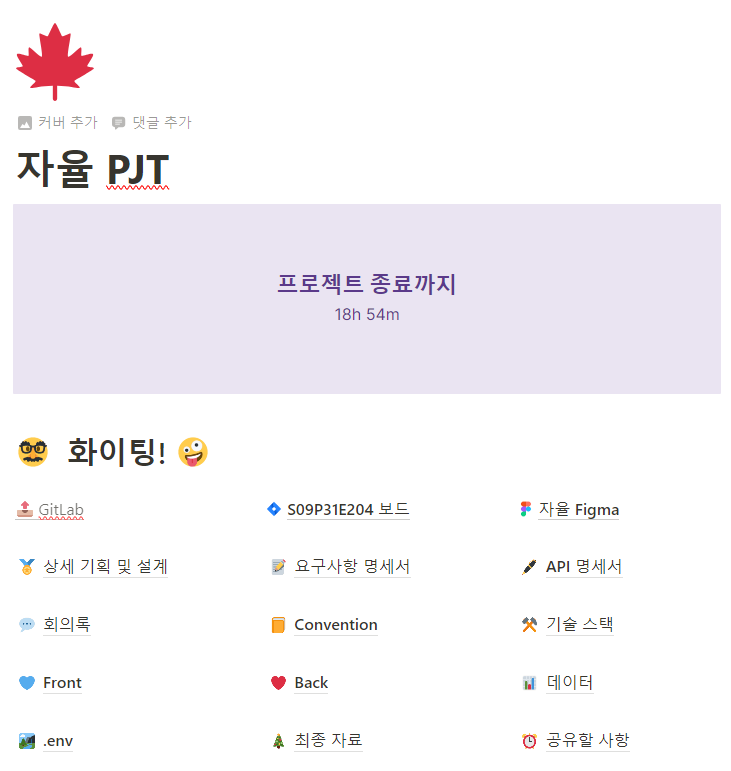 커버 추가 댓글 추가
자율 PJT
프로젝트 종료까지
18h 54m
화이팅!
GitLab S09P31E204 보드 자율 Figma
상세 기획 및 설계 요구사항 명세서 API 명세서
회의록 Convention 기술 스택
Front Back 데이터
.env 최종 자료 공유할 사항